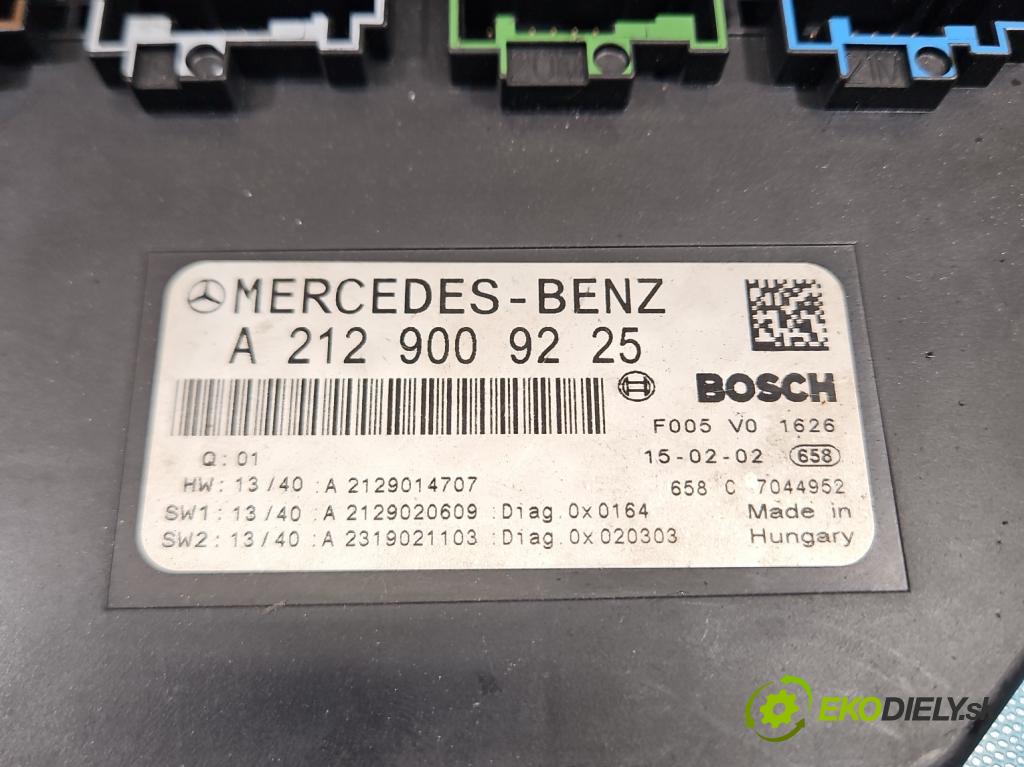 MERCEDES-BENZ
A 212 900 92 25
BOSCH
F005 V0 1626
Q:01
15-02-02 658
HW: 13/40 :A 2129014707
658 C 7044952
SW1: 13/40 :A 2129020609 :Diag.0x0164
Made in
SW2: 13/40 :A 2319021103 :Diag.0x020303
Hungary
EKODIELY.sk